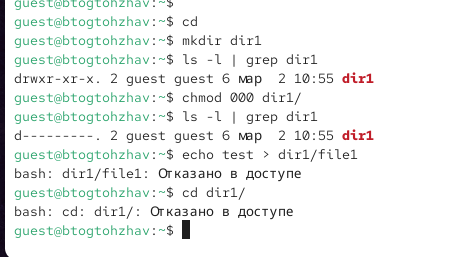 guest@btogtozhav:~$
guest@btogtohzhav:~$ cd
guest@btogtohzhav:~$ mkdir dir1
guest@btogtohzhav:~$ ls -l | grep dir1
drwxr-xr-x. 2 guest guest 6 мар  2 10:55 dir1
guest@btogtohzhav:~$ chmod 000 dir1/
guest@btogtohzhav:~$ ls -l | grep dir1
d---------. 2 guest guest 6 мар  2 10:55 dir1
guest@btogtohzhav:~$ echo test > dir1/file1
bash: dir1/file1: Отказано в доступе
guest@btogtohzhav:~$ cd dir1/
bash: cd: dir1/: Отказано в доступе
guest@btogtohzhav:~$